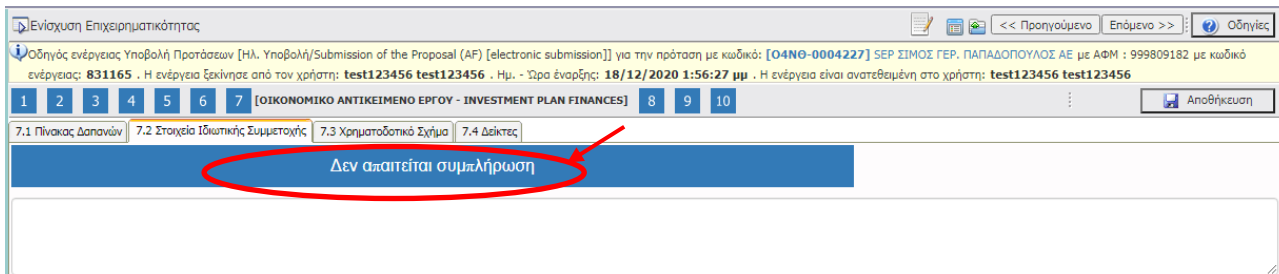 Ενίσχυση Επιχειρηματικότητας << Προηγούμενο Επόμενο >> Οδηγίες
Οδηγός ενέργειας Υποβολή Προτάσεων [Ηλ. Υποβολή/Submission of the Proposal (AF) [electronic submission]] για την πρόταση με κωδικό: [Ο4ΝΘ-0004227] SEP ΣΙΜΟΣ ΓΕΡ. ΠΑΠΑΔΟΠΟΥΛΟΣ ΑΕ με ΑΦΜ : 999809182 με κωδικό
ενέργειας: 831165 . Η ενέργεια ξεκίνησε από τον χρήστη: test123456 test123456 . Ημ. - Ώρα έναρξης: 18/12/2020 1:56:27 μμ . Η ενέργεια είναι ανατεθειμένη στο χρήστη: test123456 test123456
1 2 3 4 5 6 7 [ΟΙΚΟΝΟΜΙΚΟ ΑΝΤΙΚΕΙΜΕΝΟ ΕΡΓΟΥ - INVESTMENT PLAN FINANCES] 8 9 10 Αποθήκευση
7.1 Πίνακας Δαπανών 7.2 Στοιχεία Ιδιωτικής Συμμετοχής 7.3 Χρηματοδοτικό Σχήμα 7.4 Δείκτες
Δεν απαιτείται συμπλήρωση